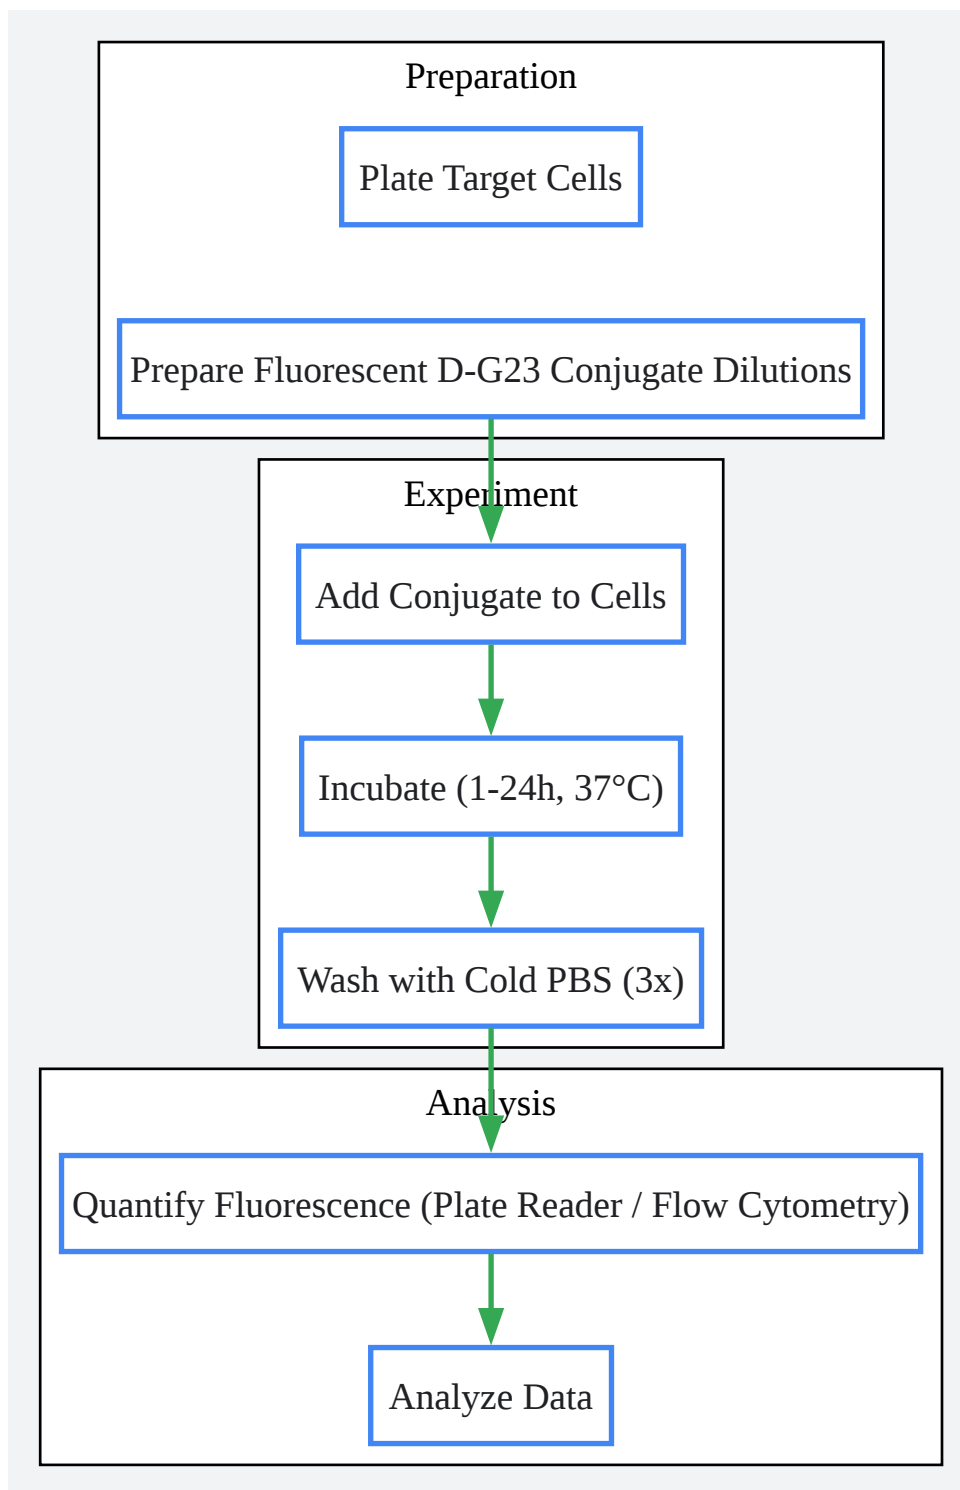 Preparation
Plate Target Cells
Prepare Fluorescent D-G23 Conjugate Dilutions
Experiment
Add Conjugate to Cells
Incubate (1-24h, 37°C)
Wash with Cold PBS (3x)
Analysis
Quantify Fluorescence (Plate Reader / Flow Cytometry)
Analyze Data